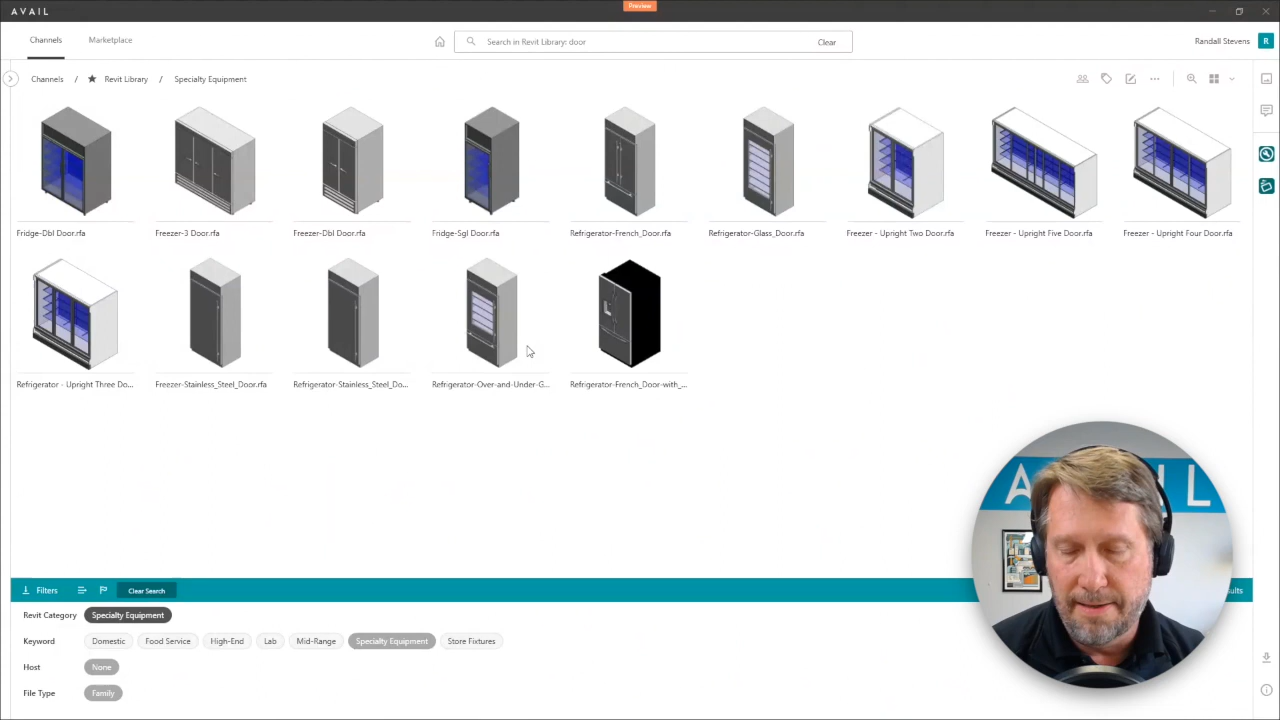 AVAIL
Preview
Channels
Marketplace
Search in Revit Library: door
Clear
Randall Stevens
R
Channels / Revit Library / Specialty Equipment
Fridge-Dbl Door.rfa
Freezer-3 Door.rfa
Freezer-Dbl Door.rfa
Fridge-Sgl Door.rfa
Refrigerator-French_Door.rfa
Refrigerator-Glass_Door.rfa
Freezer - Upright Two Door.rfa
Freezer - Upright Five Door.rfa
Freezer - Upright Four Door.rfa
Refrigerator - Upright Three Do...
Freezer-Stainless_Steel_Door.rfa
Refrigerator-Stainless_Steel_Do...
Refrigerator-Over-and-Under-G...
Refrigerator-French_Door-with_...
A V L
Filters
Clear Search
ults
Revit Category Specialty Equipment
Keyword Domestic Food Service High-End Lab Mid-Range Specialty Equipment Store Fixtures
Host None
File Type Family